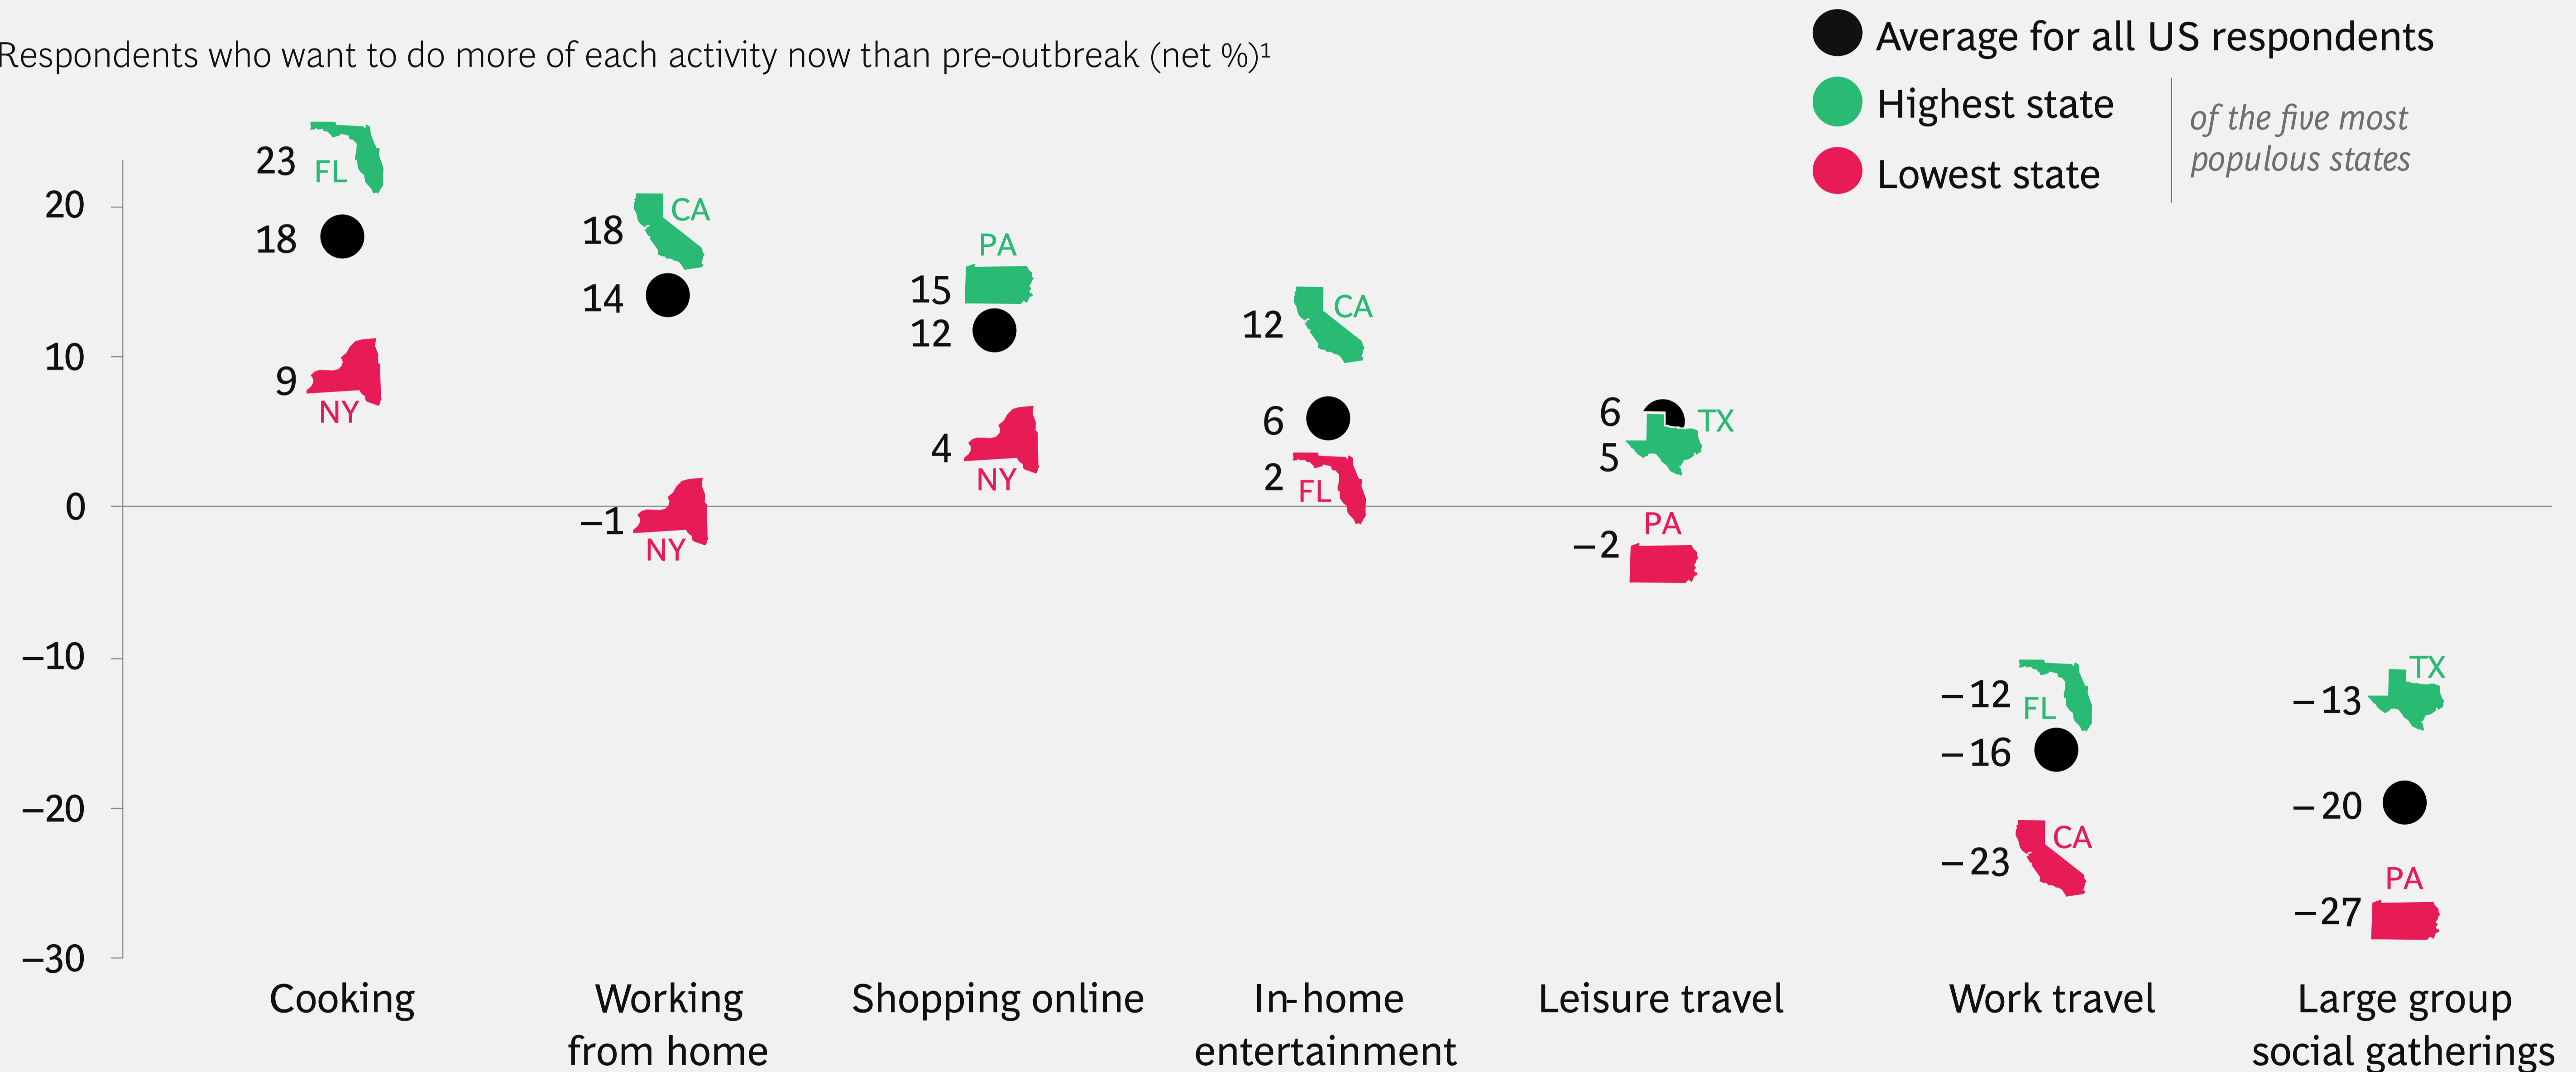 Respondents who want to do more of each activity now than pre-outbreak (net %)¹
Average for all US respondents
Highest state
Lowest state
of the five most
populous states
20
10
0
–10
–20
–30
23
FL
18
9
NY
18
CA
14
–1
NY
PA
15
12
4
NY
12
CA
6
2
FL
6
TX
5
PA
–2
–12
FL
–16
CA
–23
TX
–13
–20
PA
–27
Cooking
Working
from home
Shopping online
In-home
entertainment
Leisure travel
Work travel
Large group
social gatherings